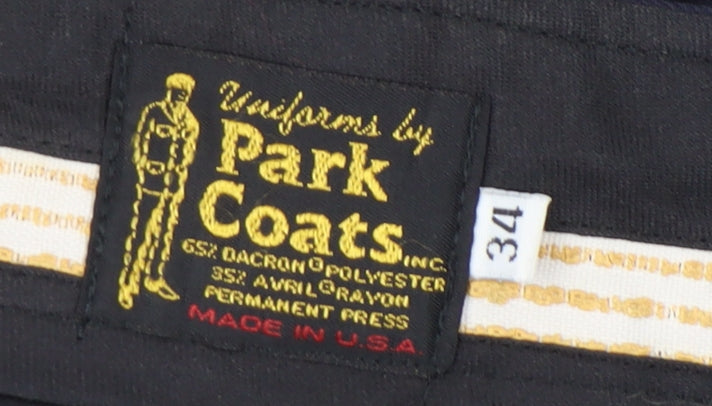 Uniforms by
Park
Coats INC.
65% DACRON® POLYESTER
35% AVRIL® RAYON
PERMANENT PRESS
MADE IN U.S.A.
34